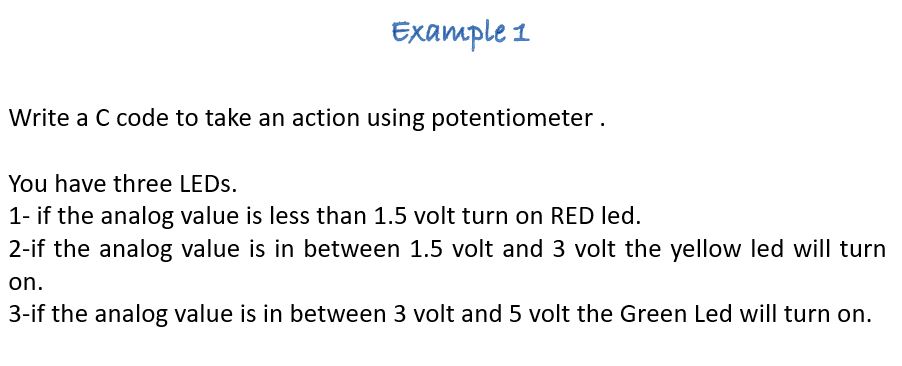 Example 1
Write a C code to take an action using potentiometer .
You have three LEDs.
1- if the analog value is less than 1.5 volt turn on RED led.
2-if the analog value is in between 1.5 volt and 3 volt the yellow led will turn
on.
3-if the analog value is in between 3 volt and 5 volt the Green Led will turn on.